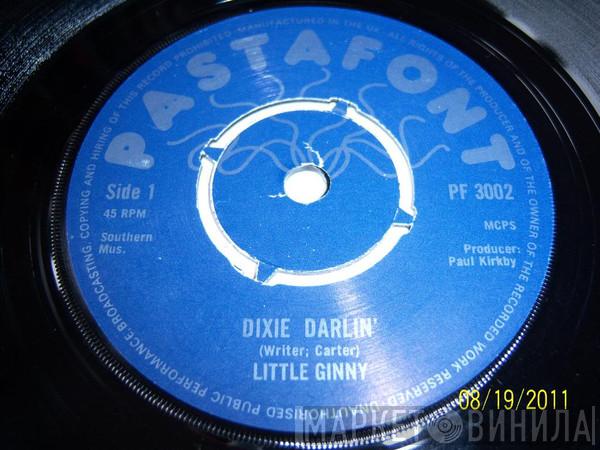 PASTAFONT
MANUFACTURED IN THE UK. ALL RIGHTS OF THE PRODUCER AND OF THE OWNER OF THE RECORDED WORK RESERVED. UNAUTHORISED PUBLIC PERFORMANCE, BROADCASTING, COPYING AND HIRING OF THIS RECORD PROHIBITED.
Side 1
45 RPM
Southern
Mus.
PF 3002
MCPS
Producer:
Paul Kirkby
DIXIE DARLIN'
(Writer; Carter)
LITTLE GINNY
08/19/2011
МАРКЕТ ВИНИЛА